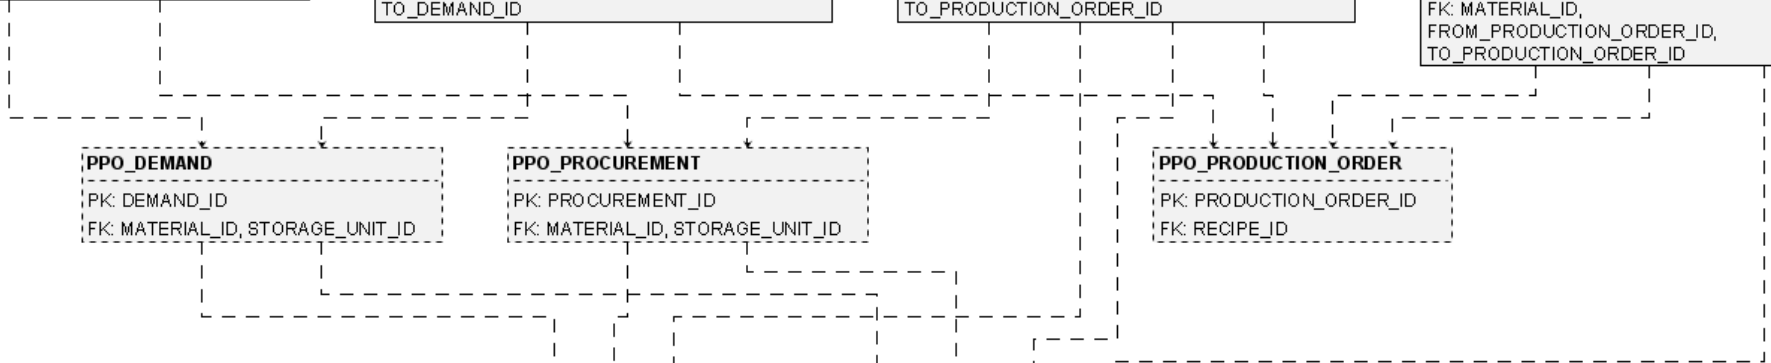 TO_DEMAND_ID
TO_PRODUCTION_ORDER_ID
FK: MATERIAL_ID,
FROM_PRODUCTION_ORDER_ID,
TO_PRODUCTION_ORDER_ID
PPO_DEMAND
PK: DEMAND_ID
FK: MATERIAL_ID, STORAGE_UNIT_ID
PPO_PROCUREMENT
PK: PROCUREMENT_ID
FK: MATERIAL_ID, STORAGE_UNIT_ID
PPO_PRODUCTION_ORDER
PK: PRODUCTION_ORDER_ID
FK: RECIPE_ID